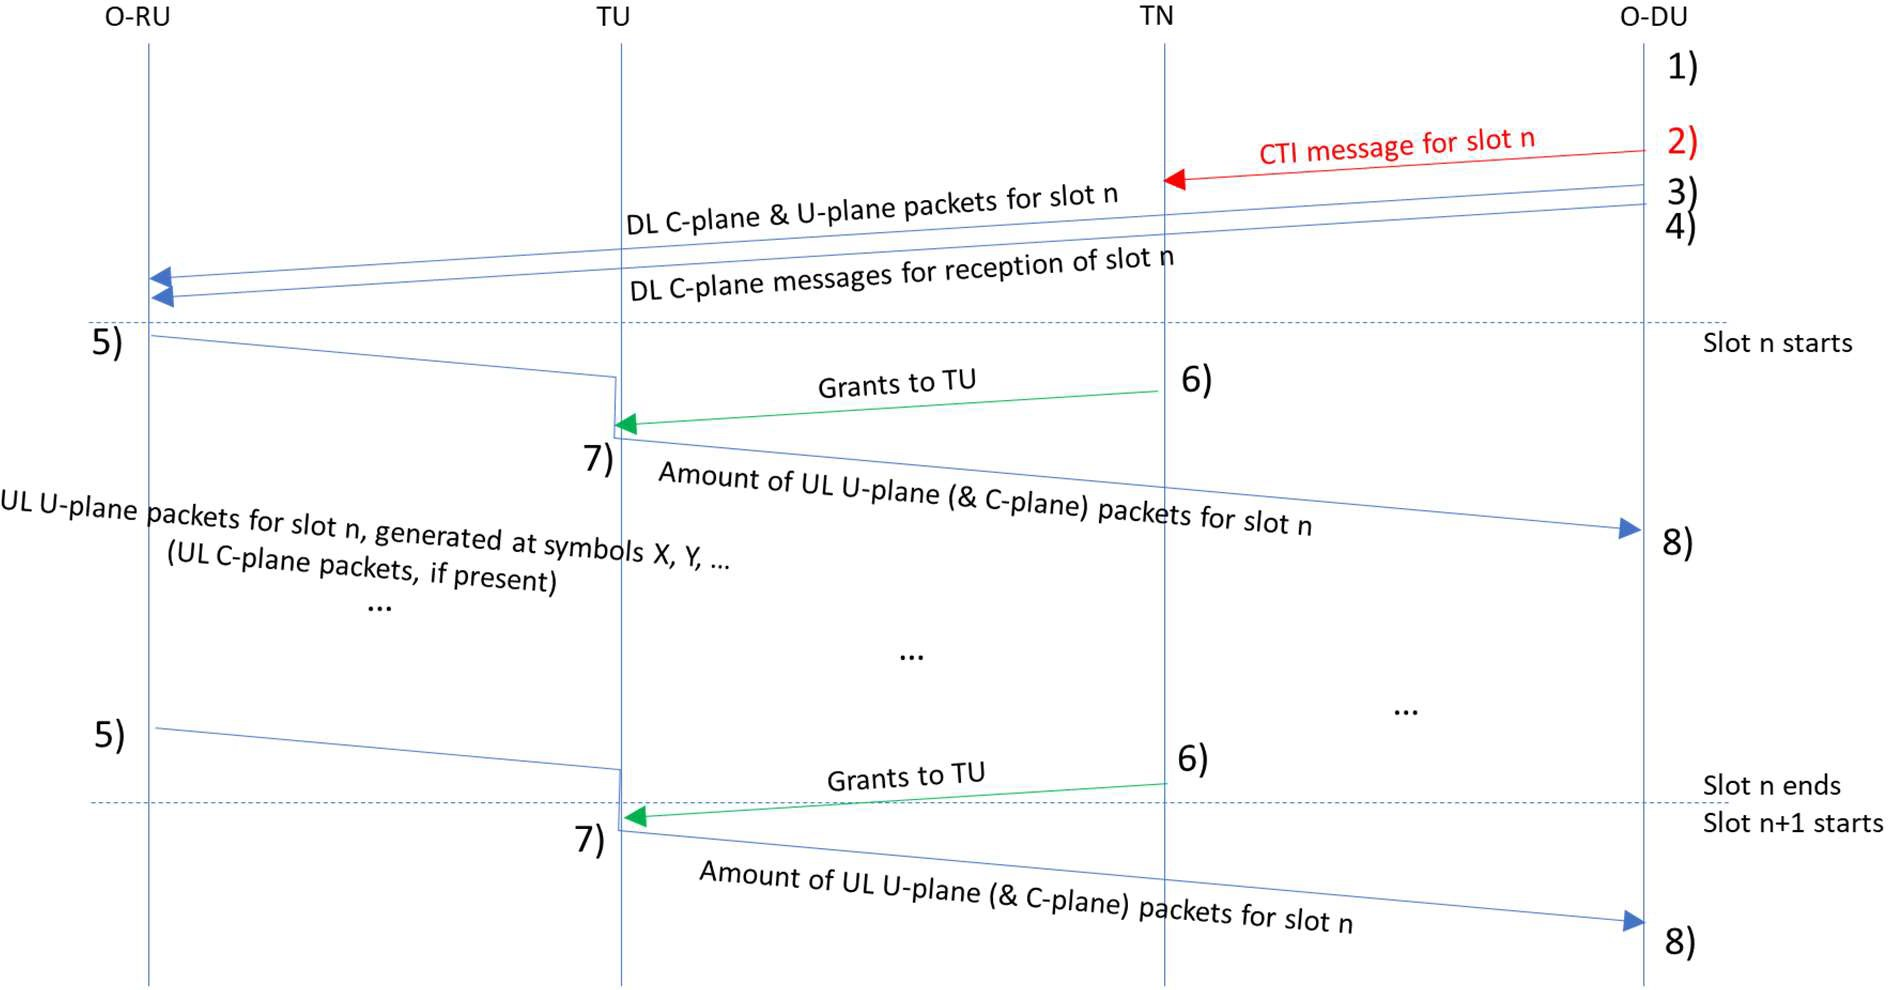 O-RU TU TN O-DU
1)
CTI message for slot n
2)
DL C-plane & U-plane packets for slot n
3)
4)
DL C-plane messages for reception of slot n
5)
Slot n starts
Grants to TU
6)
7)
Amount of UL U-plane (& C-plane) packets for slot n
8)
UL U-plane packets for slot n, generated at symbols X, Y, ...
(UL C-plane packets, if present)
...
...
...
5)
Grants to TU
6)
Slot n ends
Slot n+1 starts
7)
Amount of UL U-plane (& C-plane) packets for slot n
8)